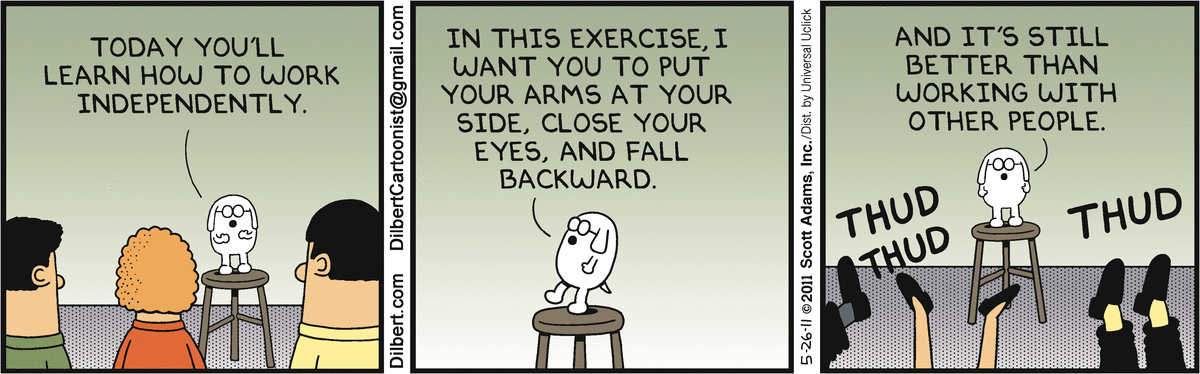 TODAY YOU'LL
LEARN HOW TO WORK
INDEPENDENTLY.
Dilbert.com DilbertCartoonist@gmail.com
IN THIS EXERCISE, I
WANT YOU TO PUT
YOUR ARMS AT YOUR
SIDE, CLOSE YOUR
EYES, AND FALL
BACKWARD.
5-26-11 ©2011 Scott Adams, Inc./Dist. by Universal Uclick
AND IT'S STILL
BETTER THAN
WORKING WITH
OTHER PEOPLE.
THUD
THUD
THUD